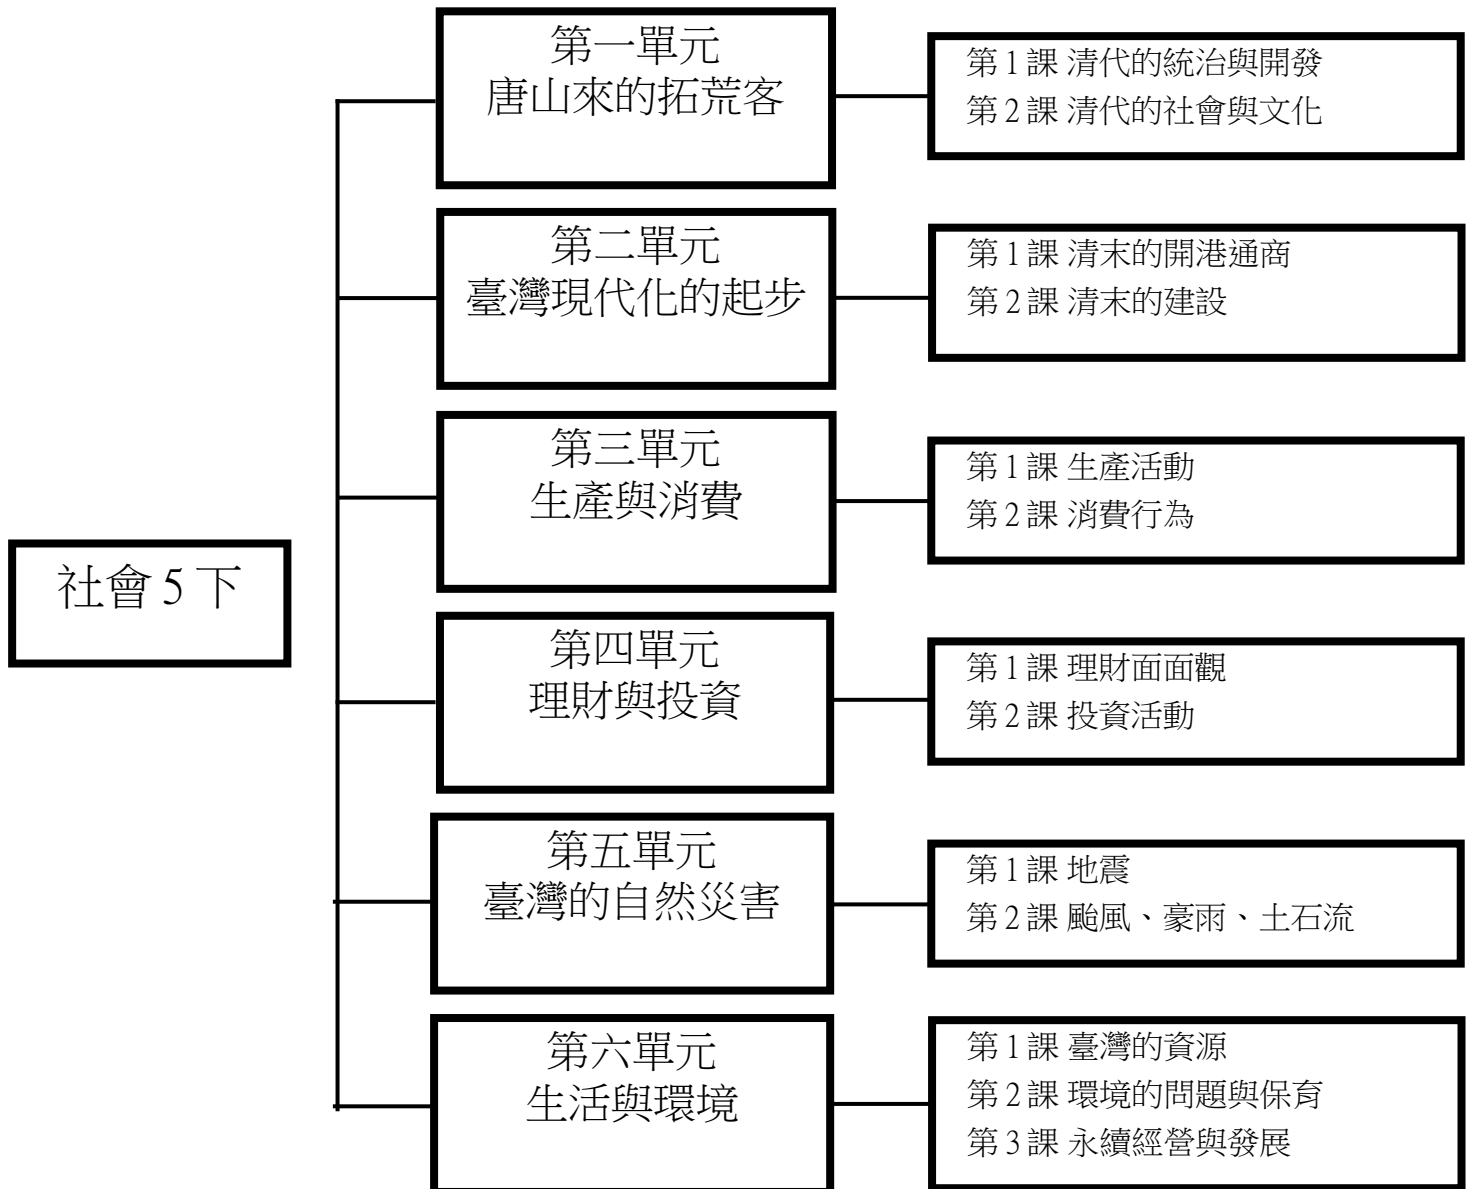 社會 5 下
第一單元
唐山來的拓荒客
第 1 課 清代的統治與開發
第 2 課 清代的社會與文化
第二單元
臺灣現代化的起步
第 1 課 清末的開港通商
第 2 課 清末的建設
第三單元
生產與消費
第 1 課 生產活動
第 2 課 消費行為
第四單元
理財與投資
第 1 課 理財面面觀
第 2 課 投資活動
第五單元
臺灣的自然災害
第 1 課 地震
第 2 課 颱風、豪雨、土石流
第六單元
生活與環境
第 1 課 臺灣的資源
第 2 課 環境的問題與保育
第 3 課 永續經營與發展